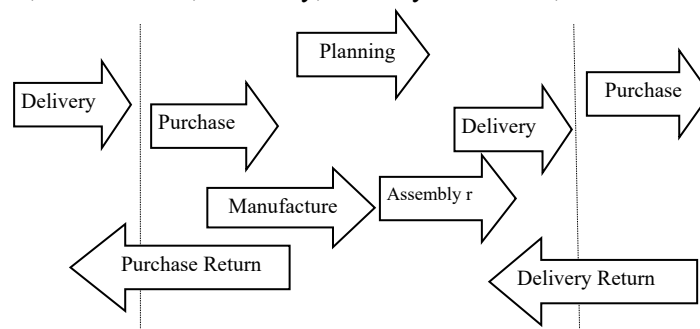 Planning
Delivery
Purchase
Delivery
Purchase
Manufacture
Assembly r
Purchase Return
Delivery Return